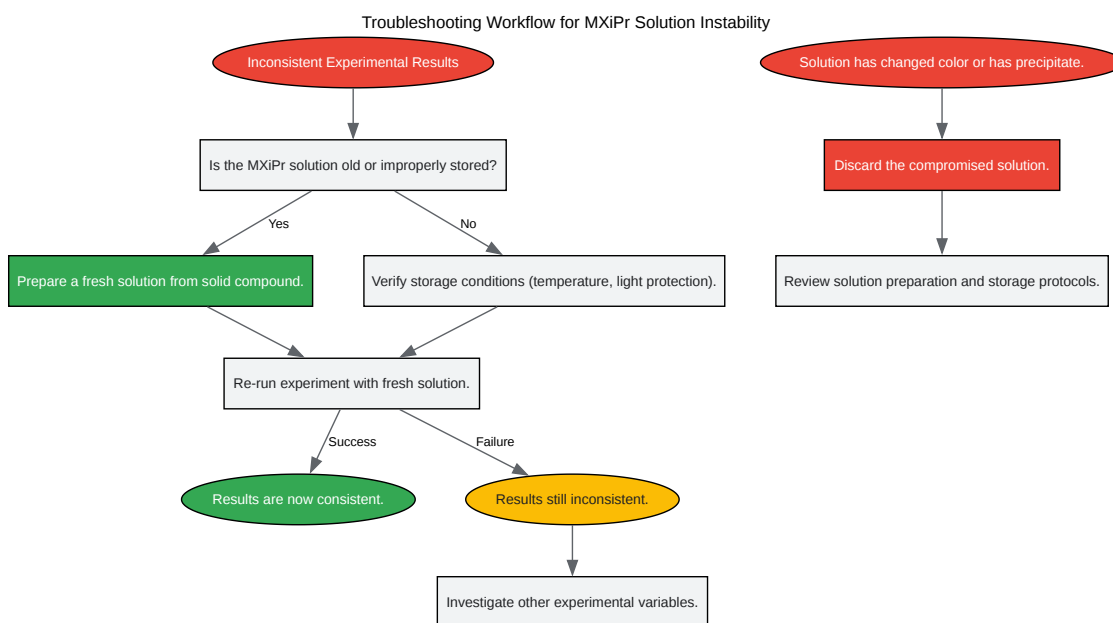 Troubleshooting Workflow for MXiPr Solution Instability
Inconsistent Experimental Results
Solution has changed color or has precipitate.
Is the MXiPr solution old or improperly stored?
Discard the compromised solution.
Yes
No
Prepare a fresh solution from solid compound.
Verify storage conditions (temperature, light protection).
Review solution preparation and storage protocols.
Re-run experiment with fresh solution.
Success
Failure
Results are now consistent.
Results still inconsistent.
Investigate other experimental variables.